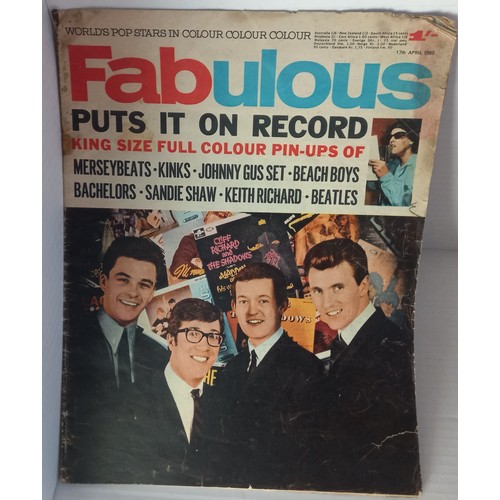 WORLD'S POP STARS IN COLOUR COLOUR COLOUR
1/-
17th APRIL 1965
Fabulous
PUTS IT ON RECORD
KING SIZE FULL COLOUR PIN-UPS OF
MERSEYBEATS · KINKS · JOHNNY GUS SET · BEACH BOYS
BACHELORS · SANDIE SHAW · KEITH RICHARD · BEATLES
CLIFF
RICHARD
and
THE SHADOWS